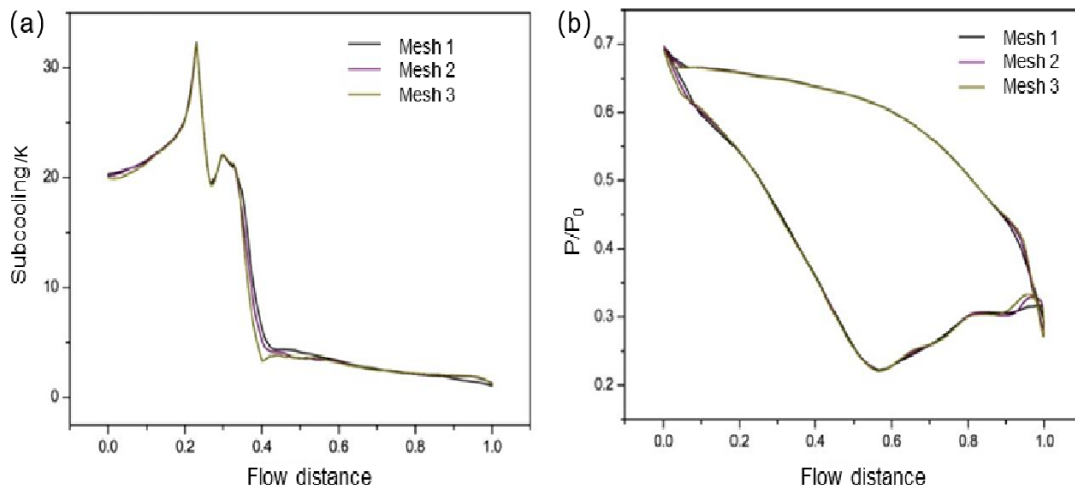 (a)
Subcooling/K
30
20
10
0
Mesh 1
Mesh 2
Mesh 3
0.0 0.2 0.4 0.6 0.8 1.0
Flow distance
(b)
P/P₀
0.7
0.6
0.5
0.4
0.3
0.2
Mesh 1
Mesh 2
Mesh 3
0.0 0.2 0.4 0.6 0.8 1.0
Flow distance